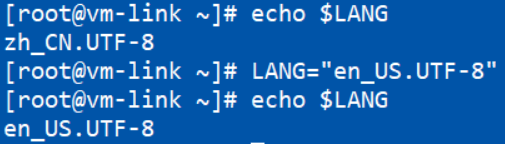 [root@vm-link ~]# echo $LANG
zh_CN.UTF-8
[root@vm-link ~]# LANG="en_US.UTF-8"
[root@vm-link ~]# echo $LANG
en_US.UTF-8